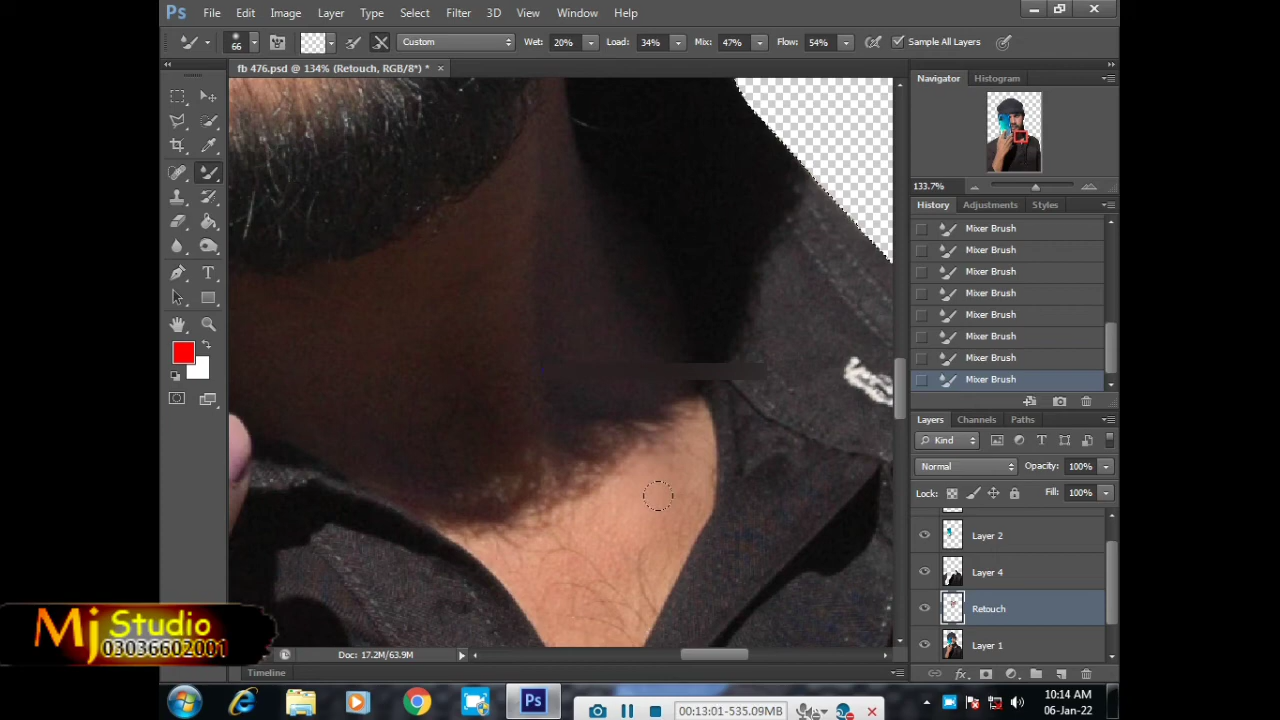 Ps File Edit Image Layer Type Select Filter 3D View Window Help
66 Custom Wet: 20% Load: 34% Mix: 47% Flow: 54% Sample All Layers
fb 476.psd @ 134% (Retouch, RGB/8*) *
Navigator Histogram
133.7%
History Adjustments Styles
Mixer Brush
Mixer Brush
Mixer Brush
Mixer Brush
Mixer Brush
Mixer Brush
Mixer Brush
Mixer Brush
Layers Channels Paths
Kind
Normal Opacity: 100%
Lock: Fill: 100%
Layer 2
Layer 4
Retouch
Layer 1
Mj Studio
03036602001
Doc: 17.2M/63.9M
Timeline
Ps
00:13:01-535.09MB
10:14 AM
06-Jan-22